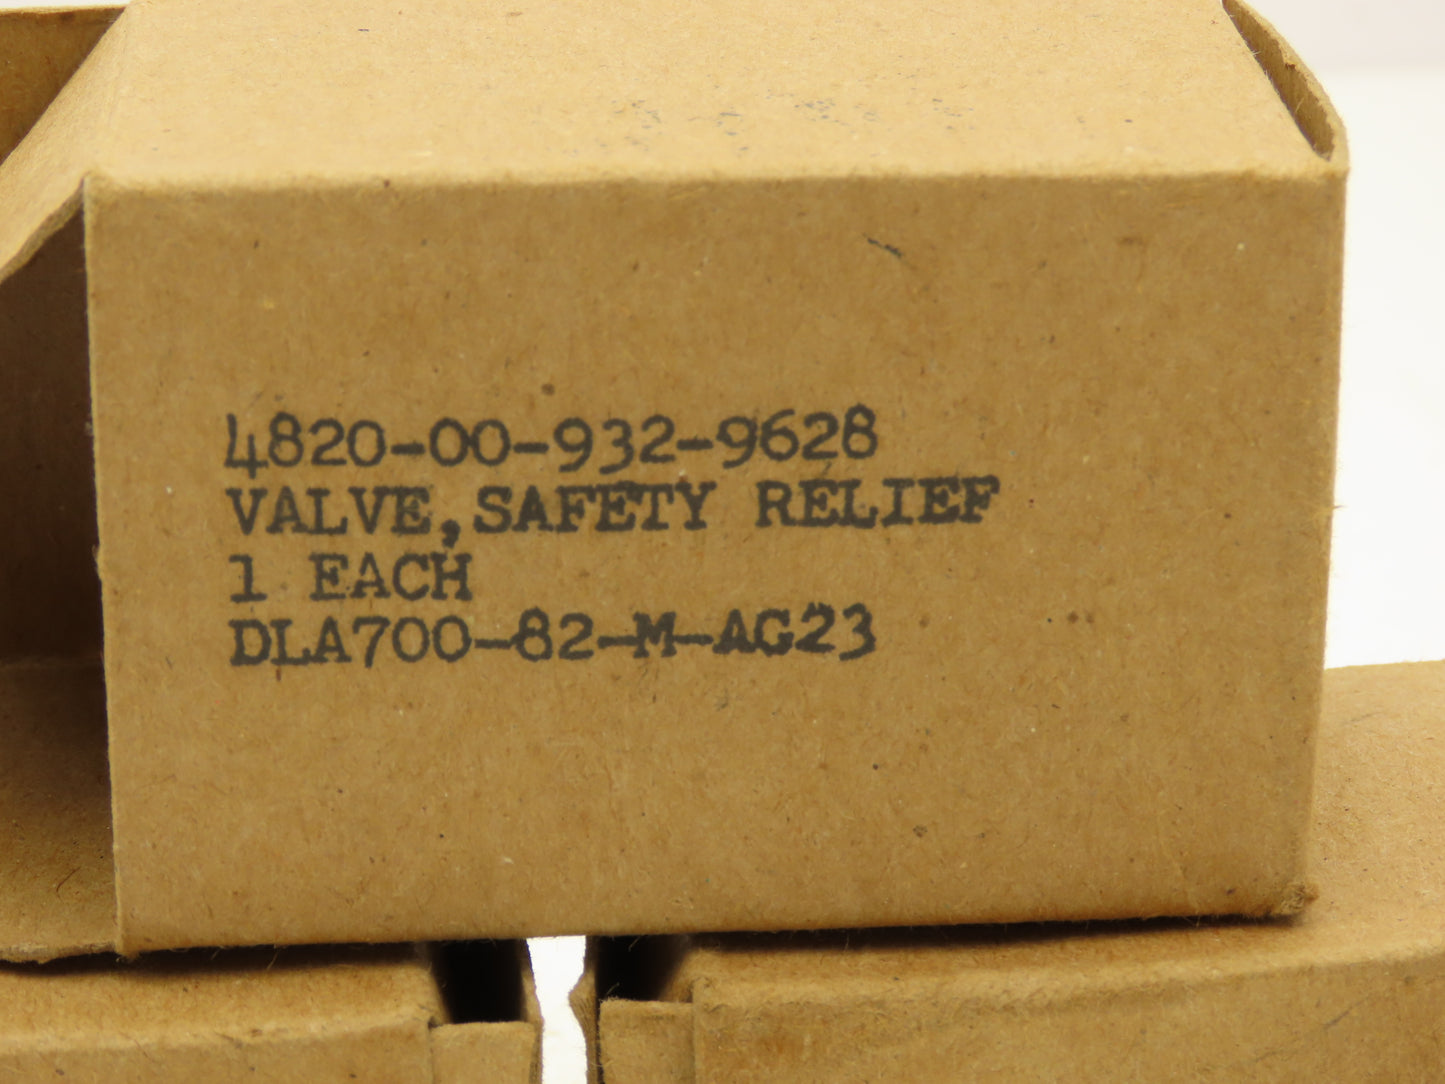 4820-00-932-9628
VALVE,SAFETY RELIEF
1 EACH
DLA700-82-M-AG23